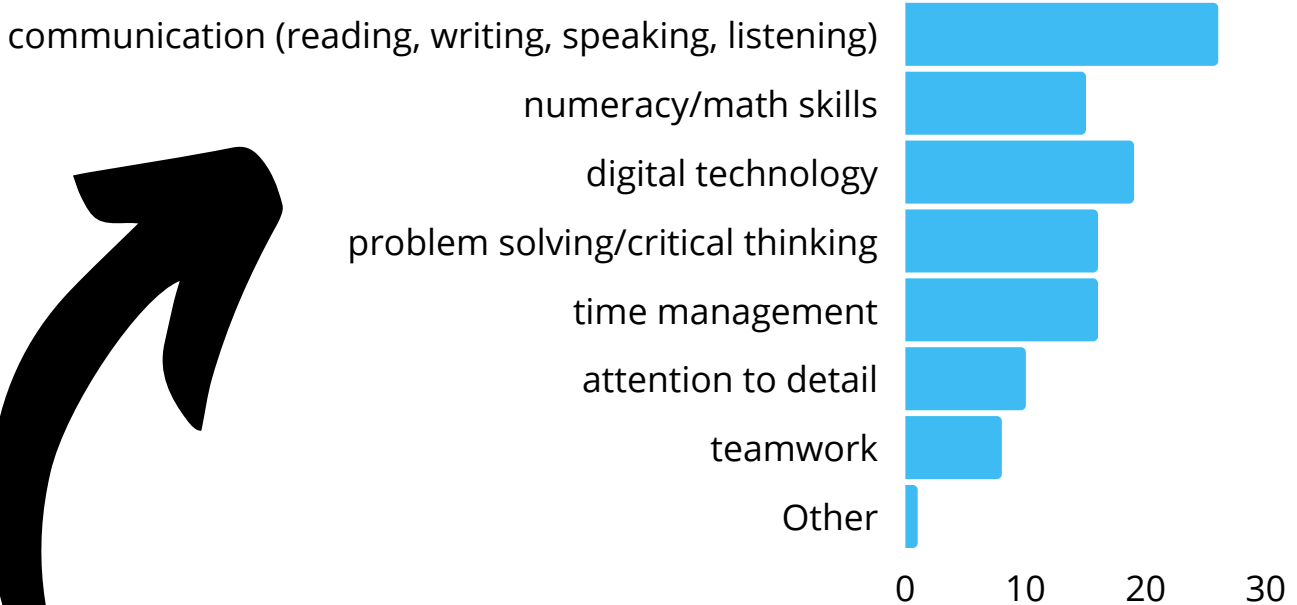 communication (reading, writing, speaking, listening)
numeracy/math skills
digital technology
problem solving/critical thinking
time management
attention to detail
teamwork
Other
0 10 20 30